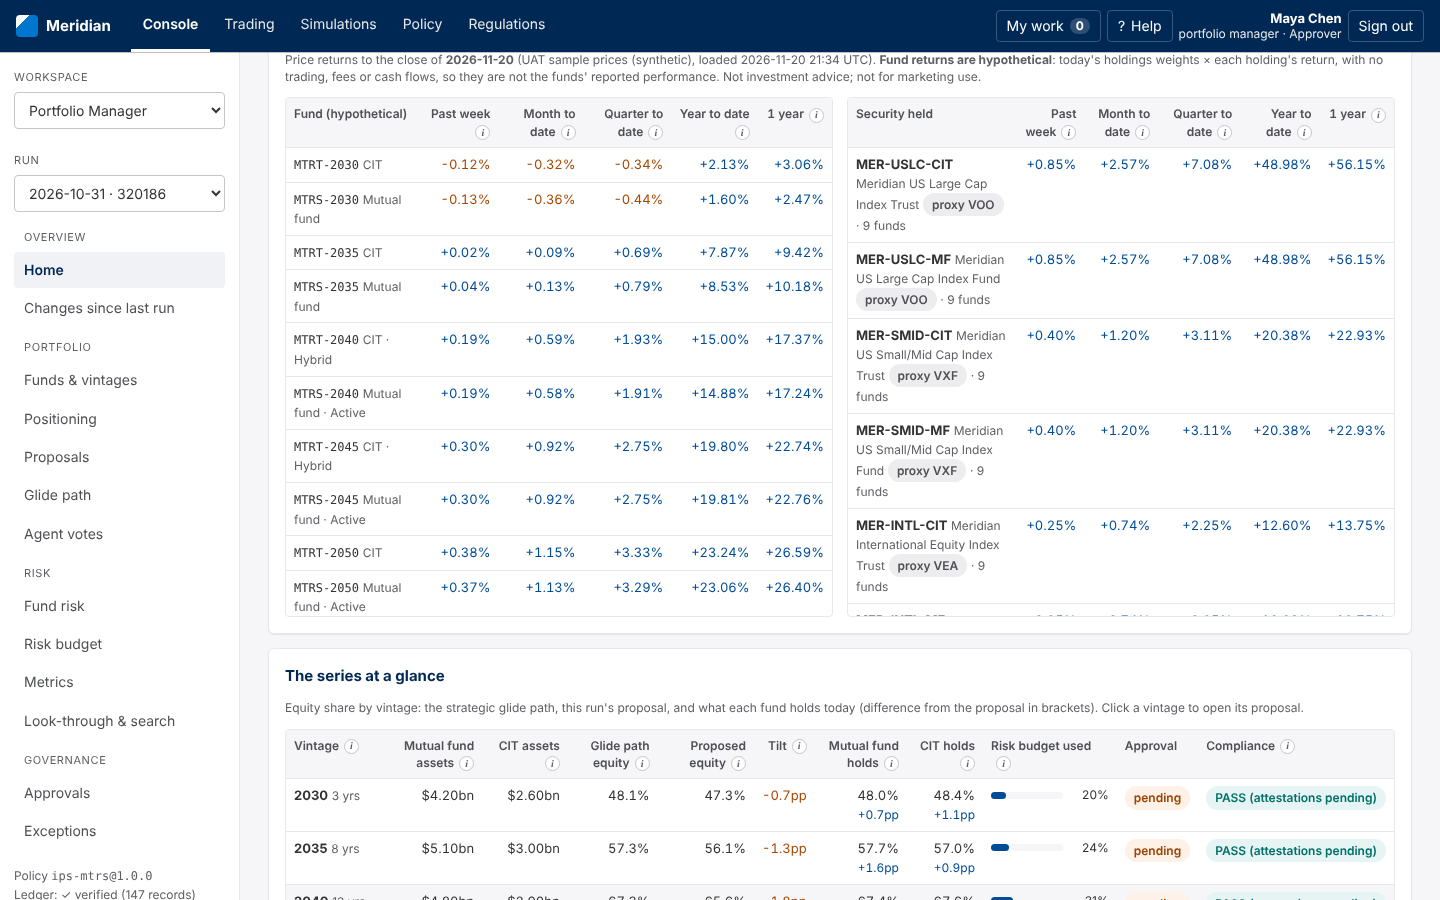 Meridian
Console
Trading
Simulations
Policy
Regulations
My work 0
? Help
Maya Chen
portfolio manager · Approver
Sign out
WORKSPACE
Portfolio Manager
RUN
2026-10-31 · 320186
OVERVIEW
Home
Changes since last run
PORTFOLIO
Funds & vintages
Positioning
Proposals
Glide path
Agent votes
RISK
Fund risk
Risk budget
Metrics
Look-through & search
GOVERNANCE
Approvals
Exceptions
Policy ips-mtrs@1.0.0
Ledger: ✓ verified (147 records)
Price returns to the close of 2026-11-20 (UAT sample prices (synthetic), loaded 2026-11-20 21:34 UTC). Fund returns are hypothetical: today's holdings weights × each holding's return, with no
trading, fees or cash flows, so they are not the funds' reported performance. Not investment advice; not for marketing use.
Fund (hypothetical) Past week i Month to date i Quarter to date i Year to date i 1 year i
MTRT-2030 CIT -0.12% -0.32% -0.34% +2.13% +3.06%
MTRS-2030 Mutual fund -0.13% -0.36% -0.44% +1.60% +2.47%
MTRT-2035 CIT +0.02% +0.09% +0.69% +7.87% +9.42%
MTRS-2035 Mutual fund +0.04% +0.13% +0.79% +8.53% +10.18%
MTRT-2040 CIT · Hybrid +0.19% +0.59% +1.93% +15.00% +17.37%
MTRS-2040 Mutual fund · Active +0.19% +0.58% +1.91% +14.88% +17.24%
MTRT-2045 CIT · Hybrid +0.30% +0.92% +2.75% +19.80% +22.74%
MTRS-2045 Mutual fund · Active +0.30% +0.92% +2.75% +19.81% +22.76%
MTRT-2050 CIT +0.38% +1.15% +3.33% +23.24% +26.59%
MTRS-2050 Mutual fund · Active +0.37% +1.13% +3.29% +23.06% +26.40%
Security held Past week i Month to date i Quarter to date i Year to date i 1 year i
MER-USLC-CIT Meridian US Large Cap Index Trust proxy VOO · 9 funds +0.85% +2.57% +7.08% +48.98% +56.15%
MER-USLC-MF Meridian US Large Cap Index Fund proxy VOO · 9 funds +0.85% +2.57% +7.08% +48.98% +56.15%
MER-SMID-CIT Meridian US Small/Mid Cap Index Trust proxy VXF · 9 funds +0.40% +1.20% +3.11% +20.38% +22.93%
MER-SMID-MF Meridian US Small/Mid Cap Index Fund proxy VXF · 9 funds +0.40% +1.20% +3.11% +20.38% +22.93%
MER-INTL-CIT Meridian International Equity Index Trust proxy VEA · 9 funds +0.25% +0.74% +2.25% +12.60% +13.75%
The series at a glance
Equity share by vintage: the strategic glide path, this run's proposal, and what each fund holds today (difference from the proposal in brackets). Click a vintage to open its proposal.
Vintage i Mutual fund assets i CIT assets i Glide path equity i Proposed equity i Tilt i Mutual fund holds i CIT holds i Risk budget used i Approval Compliance i
2030 3 yrs $4.20bn $2.60bn 48.1% 47.3% -0.7pp 48.0% +0.7pp 48.4% +1.1pp 20% pending PASS (attestations pending)
2035 8 yrs $5.10bn $3.00bn 57.3% 56.1% -1.3pp 57.7% +1.6pp 57.0% +0.9pp 24% pending PASS (attestations pending)